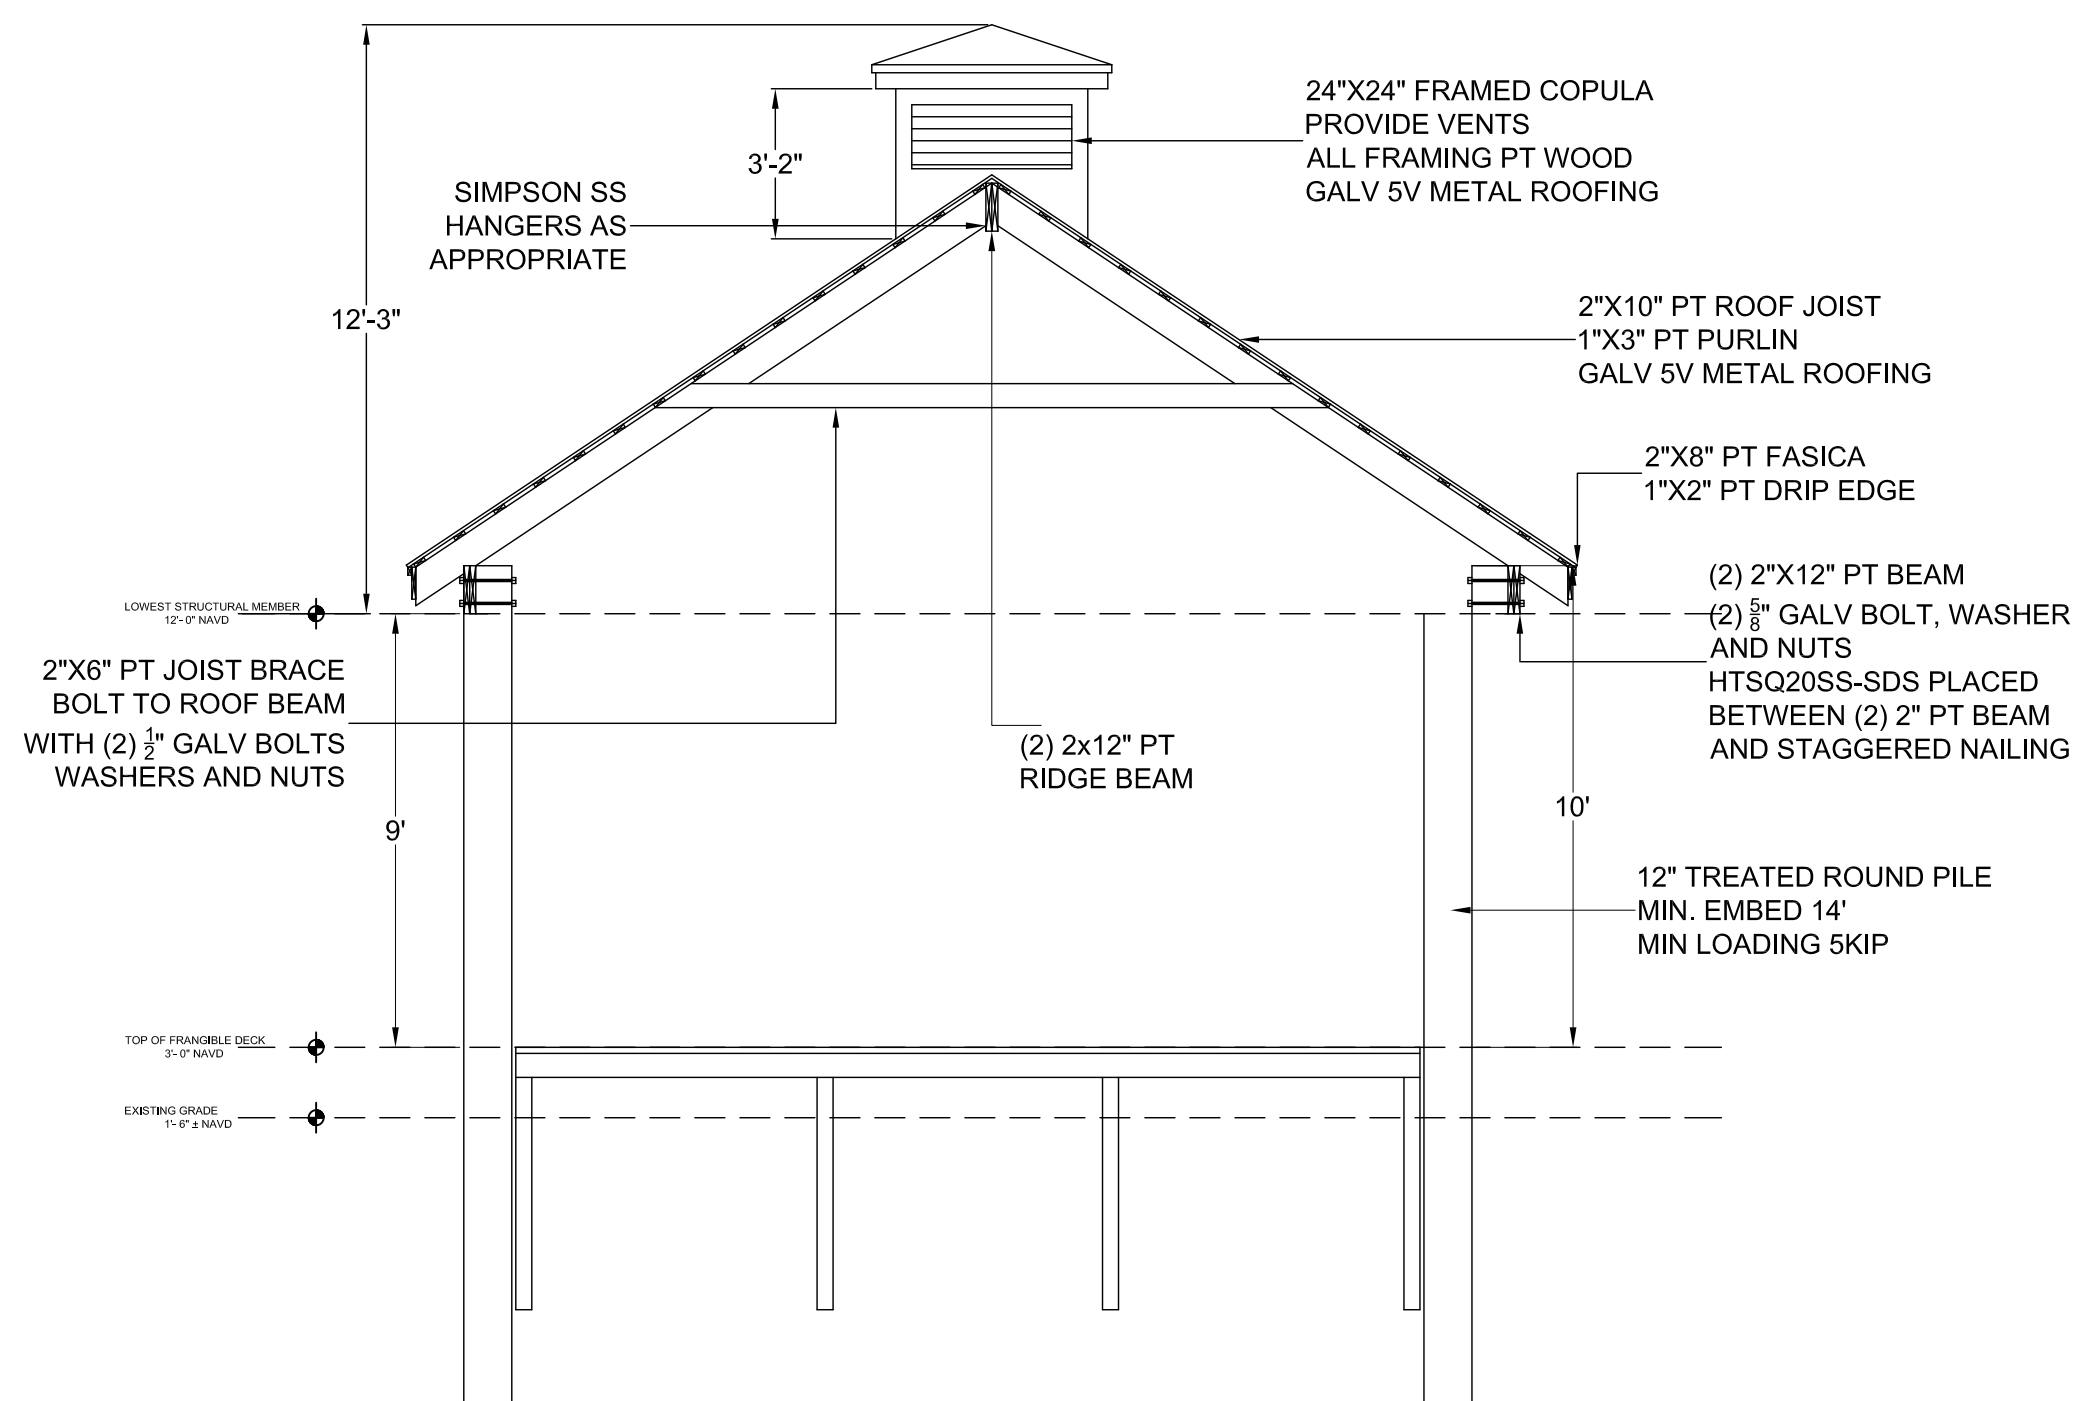 24"X24" FRAMED COPULA
PROVIDE VENTS
ALL FRAMING PT WOOD
GALV 5V METAL ROOFING
3'-2"
SIMPSON SS
HANGERS AS
APPROPRIATE
12'-3"
2"X10" PT ROOF JOIST
1"X3" PT PURLIN
GALV 5V METAL ROOFING
2"X8" PT FASICA
1"X2" PT DRIP EDGE
(2) 2"X12" PT BEAM
(2) 5/8" GALV BOLT, WASHER
AND NUTS
HTSQ20SS-SDS PLACED
BETWEEN (2) 2" PT BEAM
AND STAGGERED NAILING
LOWEST STRUCTURAL MEMBER
12'- 0" NAVD
2"X6" PT JOIST BRACE
BOLT TO ROOF BEAM
WITH (2) 1/2" GALV BOLTS
WASHERS AND NUTS
(2) 2x12" PT
RIDGE BEAM
9'
10'
12" TREATED ROUND PILE
MIN. EMBED 14'
MIN LOADING 5KIP
TOP OF FRANGIBLE DECK
3'- 0" NAVD
EXISTING GRADE
1'- 6" ± NAVD